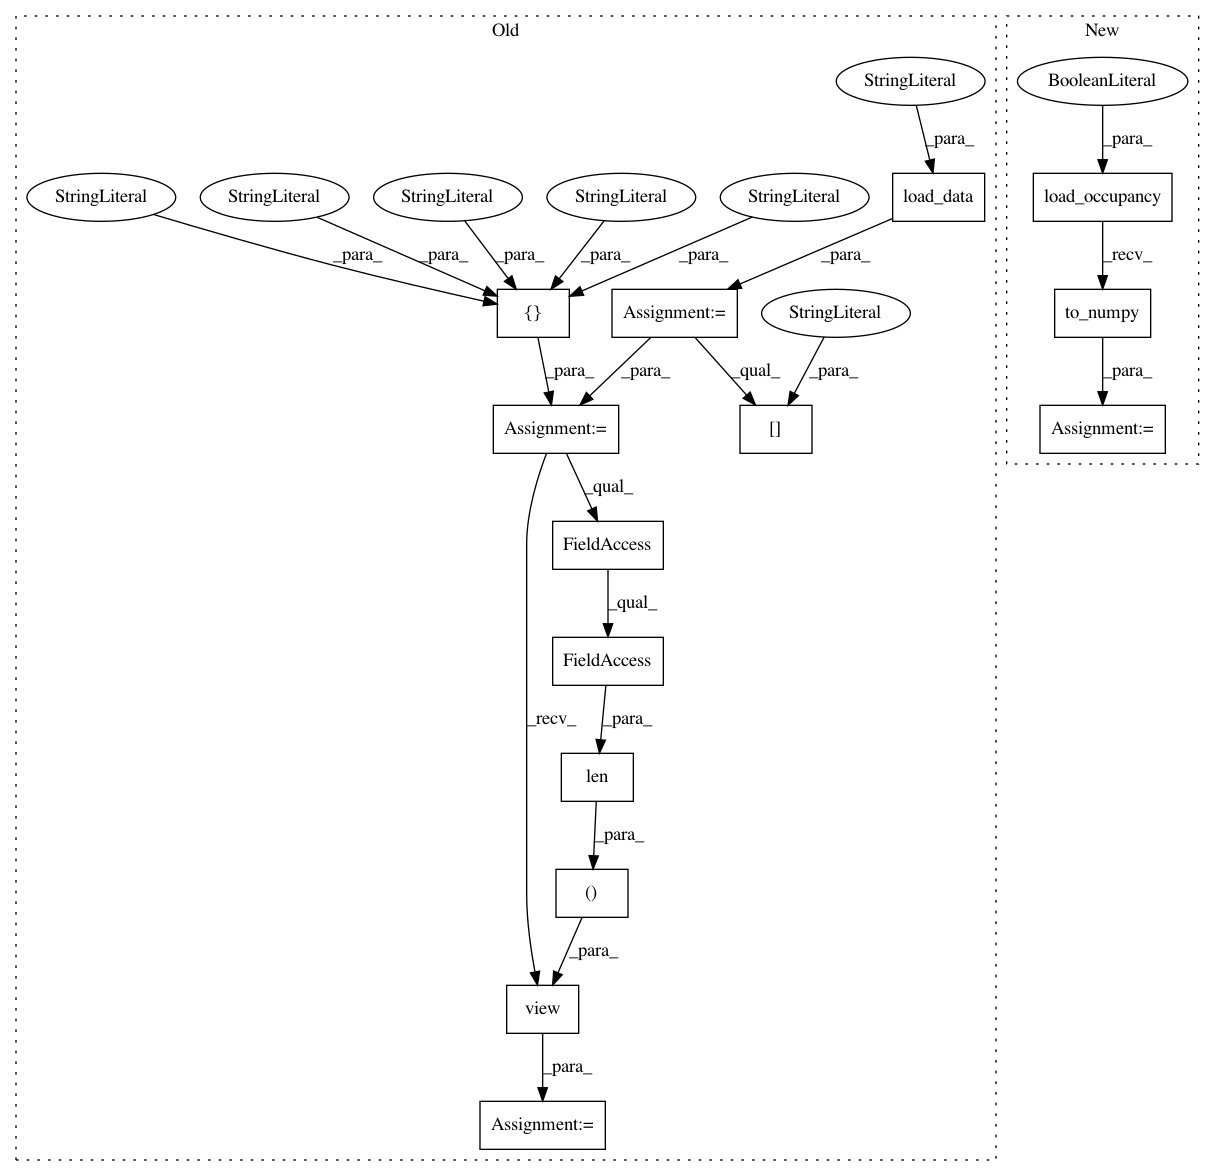 Old
New
StringLiteral
BooleanLiteral
_para_
_para_
StringLiteral
StringLiteral
StringLiteral
StringLiteral
StringLiteral
load_data
load_occupancy
_para_
_para_
_para_
_para_
_para_
_para_
_recv_
{}
Assignment:=
StringLiteral
to_numpy
_para_
_para_
_qual_
_para_
_para_
Assignment:=
[]
Assignment:=
_qual_
FieldAccess
_qual_
FieldAccess
_recv_
_para_
len
_para_
()
_para_
view
_para_
Assignment:=